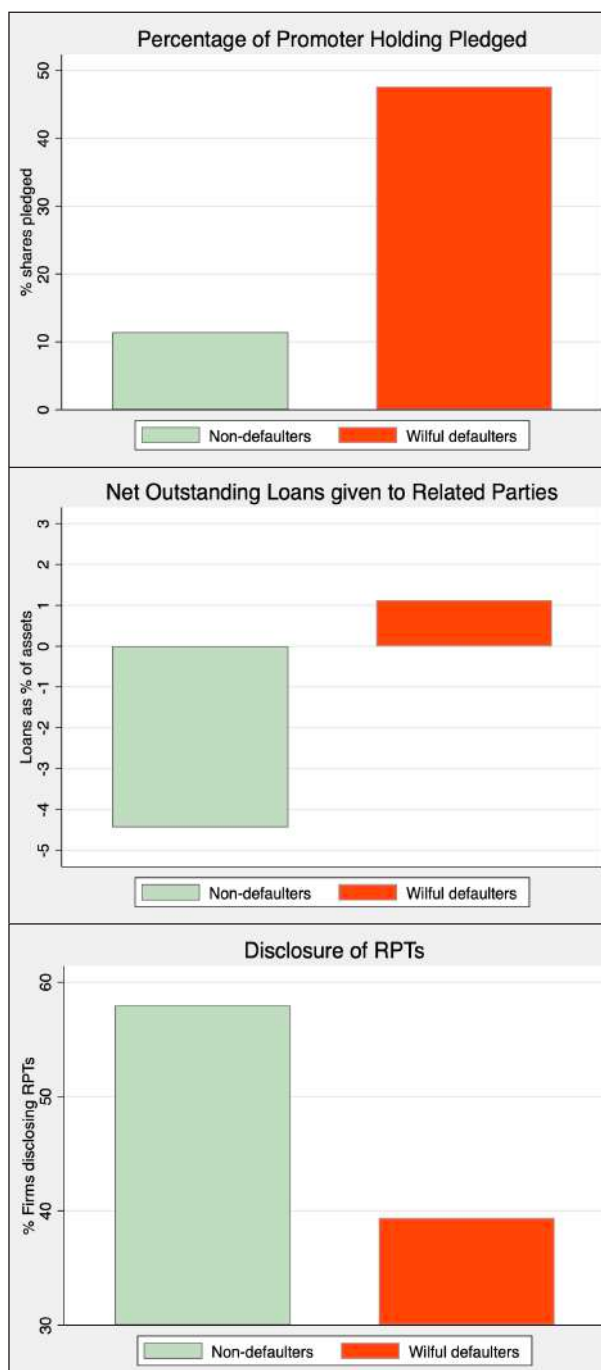 Percentage of Promoter Holding Pledged
% shares pledged
50
40
30
20
10
0
Non-defaulters Wilful defaulters
Net Outstanding Loans given to Related Parties
Loans as % of assets
3
2
1
0
-1
-2
-3
-4
-5
Non-defaulters Wilful defaulters
Disclosure of RPTs
% Firms disclosing RPTs
60
50
40
30
Non-defaulters Wilful defaulters